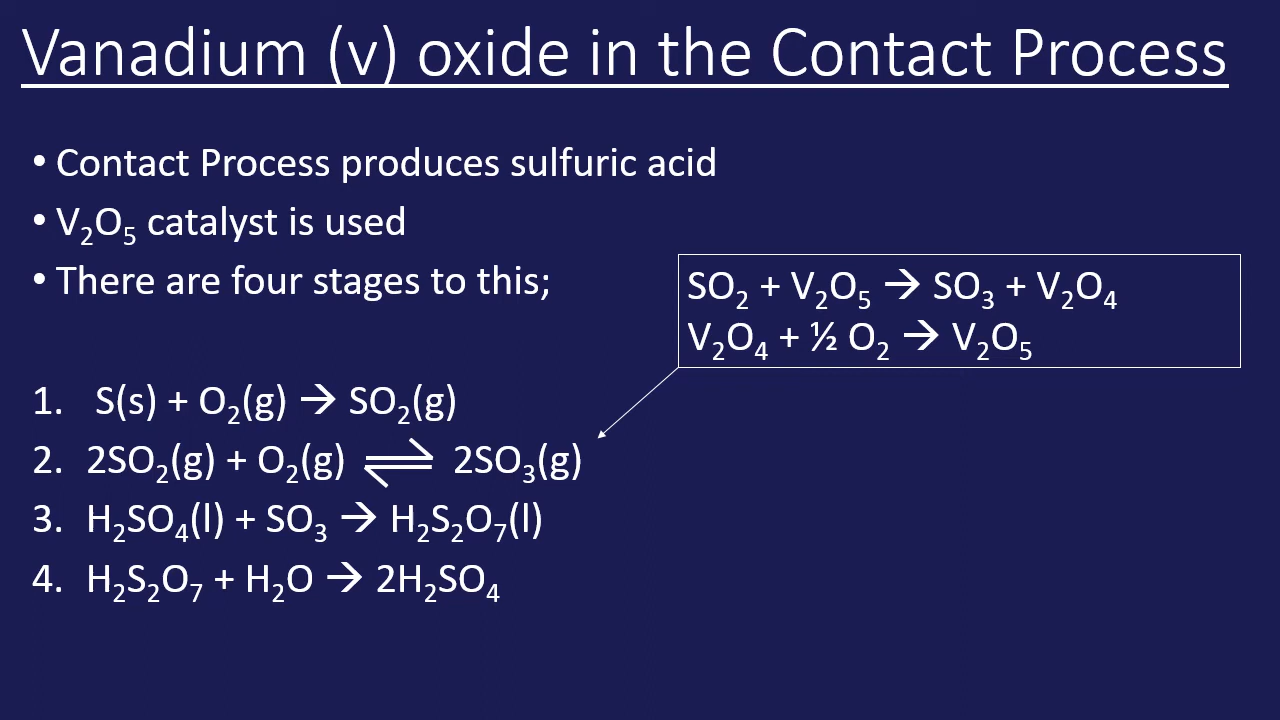 Vanadium (v) oxide in the Contact Process
• Contact Process produces sulfuric acid
• V₂O₅ catalyst is used
• There are four stages to this;
SO₂ + V₂O₅ → SO₃ + V₂O₄
V₂O₄ + ½ O₂ → V₂O₅
1. S(s) + O₂(g) → SO₂(g)
2. 2SO₂(g) + O₂(g) ⇌ 2SO₃(g)
3. H₂SO₄(l) + SO₃ → H₂S₂O₇(l)
4. H₂S₂O₇ + H₂O → 2H₂SO₄